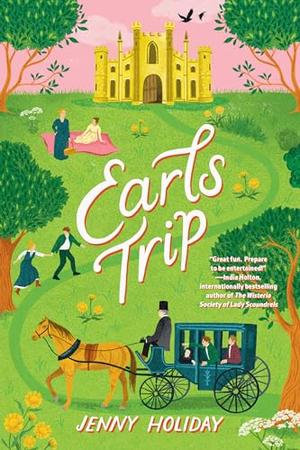 Earls
Trip
"Great fun. Prepare
to be entertained!"
—India Holton,
internationally bestselling
author of The Wisteria
Society of Lady Scoundrels
JENNY HOLIDAY